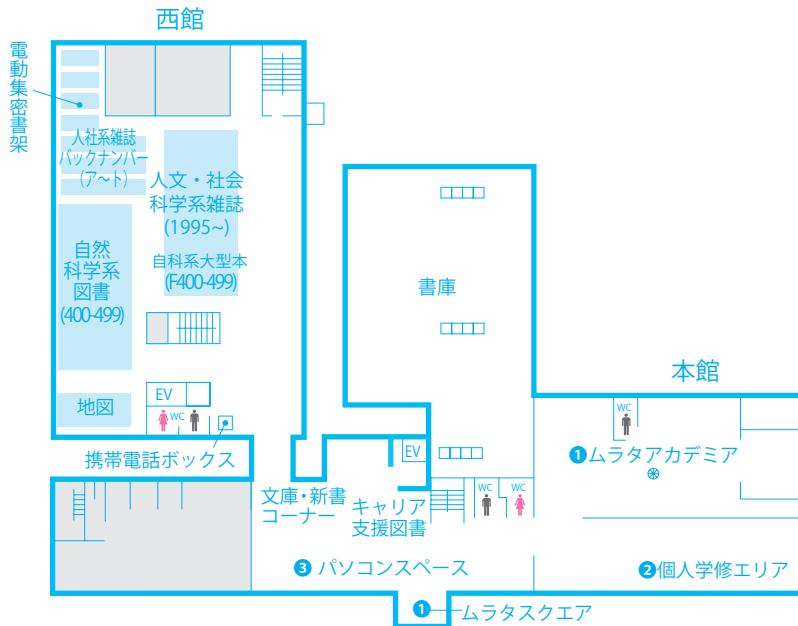 西館
電動集密書架
人社系雑誌
バックナンバー
(ア〜ト)
人文・社会
科学系雑誌
(1995~)
自科系大型本
(F400-499)
自然
科学系
図書
(400-499)
書庫
本館
地図
EV
WC
携帯電話ボックス
EV
WC
❶ムラタアカデミア
文庫・新書
コーナー
キャリア
支援図書
WC
WC
❸ パソコンスペース
❷個人学修エリア
❶
ムラタスクエア